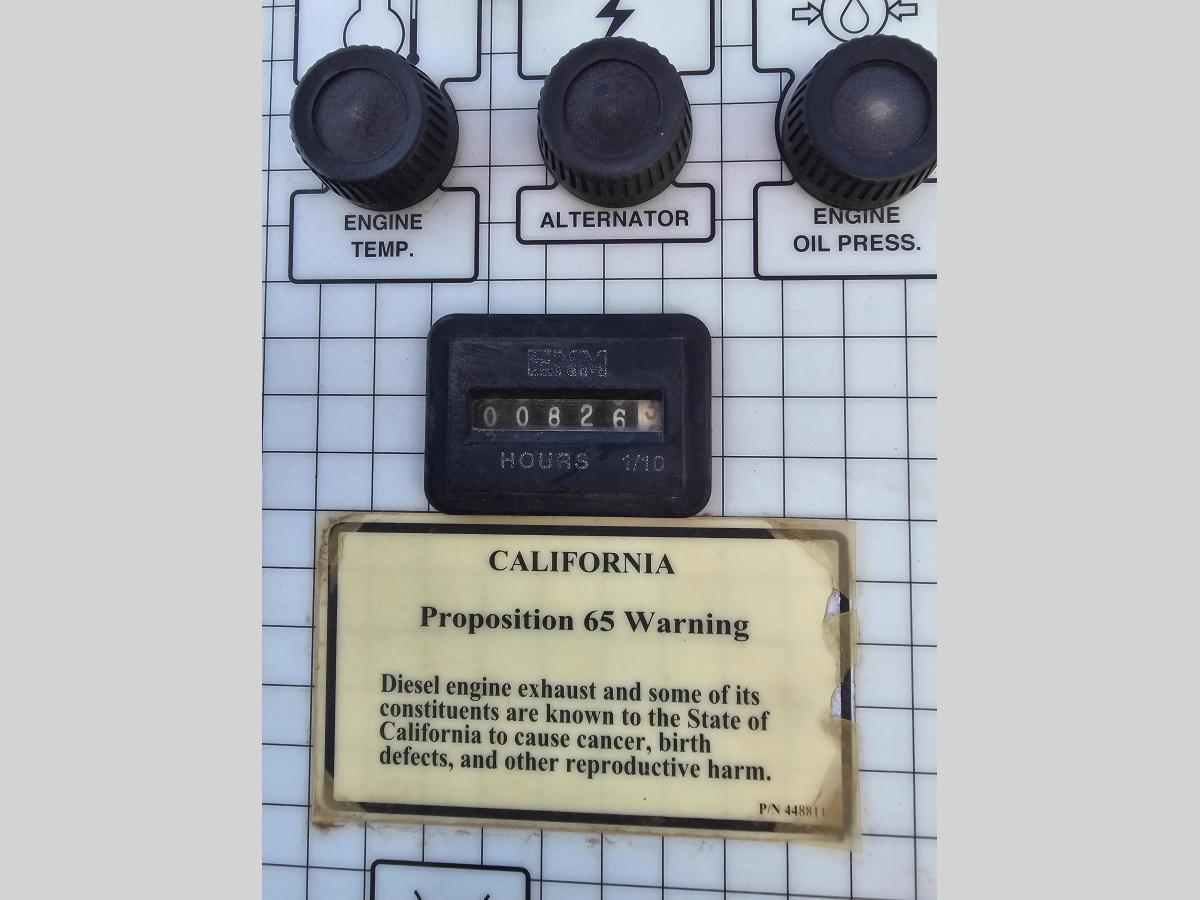 ENGINE
TEMP.
ALTERNATOR
ENGINE
OIL PRESS.
ENM
00826
HOURS 1/10
CALIFORNIA
Proposition 65 Warning
Diesel engine exhaust and some of its
constituents are known to the State of
California to cause cancer, birth
defects, and other reproductive harm.
P/N 448811